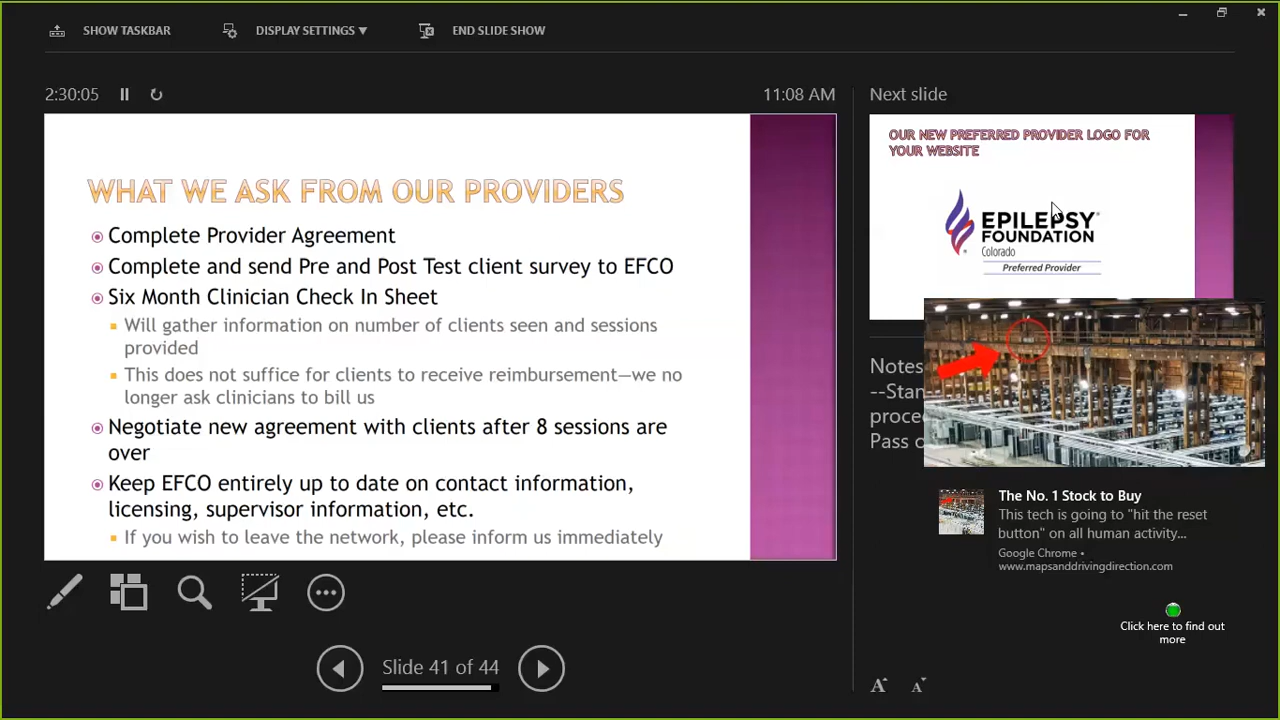 SHOW TASKBAR
DISPLAY SETTINGS ▼
END SLIDE SHOW
2:30:05
11:08 AM
WHAT WE ASK FROM OUR PROVIDERS
Complete Provider Agreement
Complete and send Pre and Post Test client survey to EFCO
Six Month Clinician Check In Sheet
Will gather information on number of clients seen and sessions
provided
This does not suffice for clients to receive reimbursement—we no
longer ask clinicians to bill us
Negotiate new agreement with clients after 8 sessions are
over
Keep EFCO entirely up to date on contact information,
licensing, supervisor information, etc.
If you wish to leave the network, please inform us immediately
Slide 41 of 44
Next slide
OUR NEW PREFERRED PROVIDER LOGO FOR
YOUR WEBSITE
EPILEPSY
FOUNDATION
Colorado
Preferred Provider
Notes
--Stan
proce
Pass o
The No. 1 Stock to Buy
This tech is going to "hit the reset
button" on all human activity...
Google Chrome •
www.mapsanddrivingdirection.com
Click here to find out
more
A
A